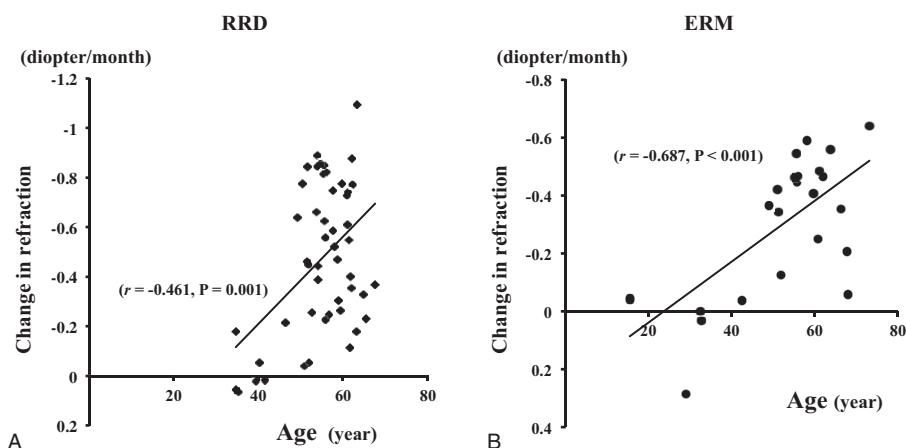 RRD
(diopter/month)
-1.2
-1
-0.8
-0.6
-0.4
-0.2
0
0.2
Change in refraction
(r = -0.461, P = 0.001)
20
40
60
80
Age (year)
A
ERM
(diopter/month)
-0.8
-0.6
-0.4
-0.2
0
0.2
0.4
Change in refraction
(r = -0.687, P < 0.001)
20
40
60
80
Age (year)
B